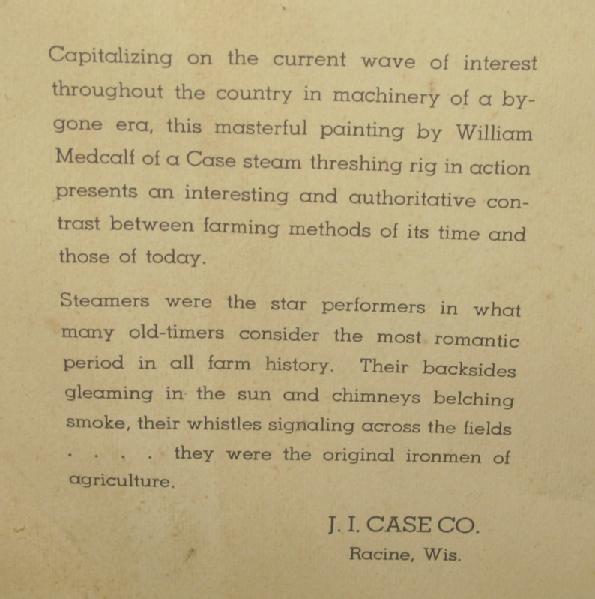 Capitalizing on the current wave of interest
throughout the country in machinery of a by-
gone era, this masterful painting by William
Medcalf of a Case steam threshing rig in action
presents an interesting and authoritative con-
trast between farming methods of its time and
those of today.
Steamers were the star performers in what
many old-timers consider the most romantic
period in all farm history. Their backsides
gleaming in the sun and chimneys belching
smoke, their whistles signaling across the fields
. . . . they were the original ironmen of
agriculture.
J. I. CASE CO.
Racine, Wis.